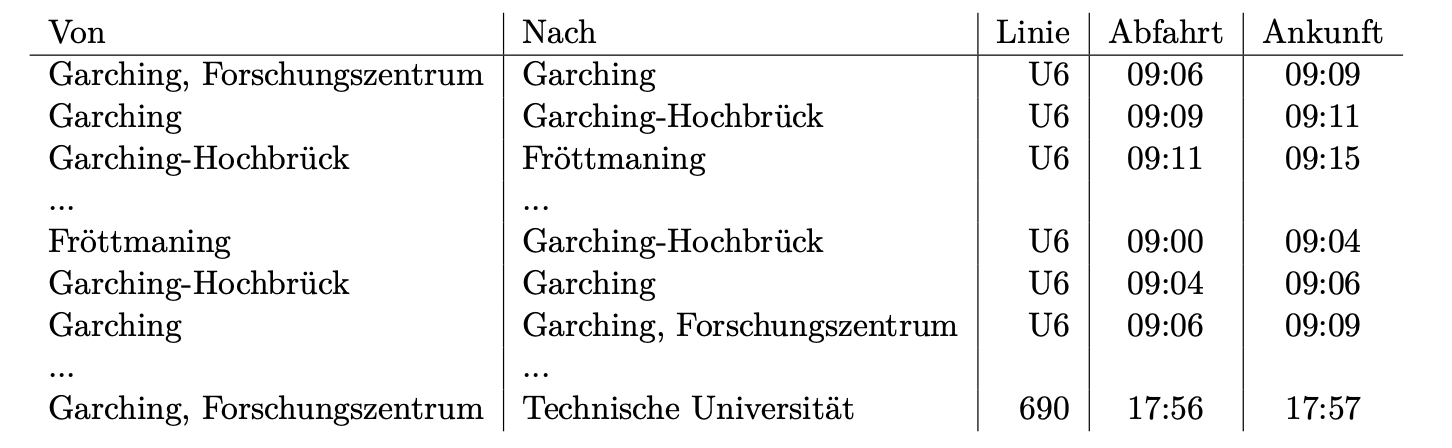 Von Nach Linie Abfahrt Ankunft
Garching, Forschungszentrum Garching U6 09:06 09:09
Garching Garching-Hochbrück U6 09:09 09:11
Garching-Hochbrück Fröttmaning U6 09:11 09:15
... ...
Fröttmaning Garching-Hochbrück U6 09:00 09:04
Garching-Hochbrück Garching U6 09:04 09:06
Garching Garching, Forschungszentrum U6 09:06 09:09
... ...
Garching, Forschungszentrum Technische Universität 690 17:56 17:57